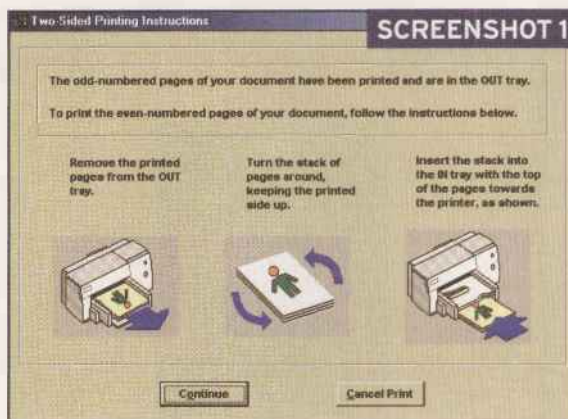 Two-Sided Printing Instructions
SCREENSHOT 1
The odd-numbered pages of your document have been printed and are in the OUT tray.
To print the even-numbered pages of your document, follow the instructions below.
Remove the printed
pages from the OUT
tray.
Turn the stack of
pages around,
keeping the printed
side up.
Insert the stack into
the IN tray with the top
of the pages towards
the printer, as shown.
Continue
Cancel Print